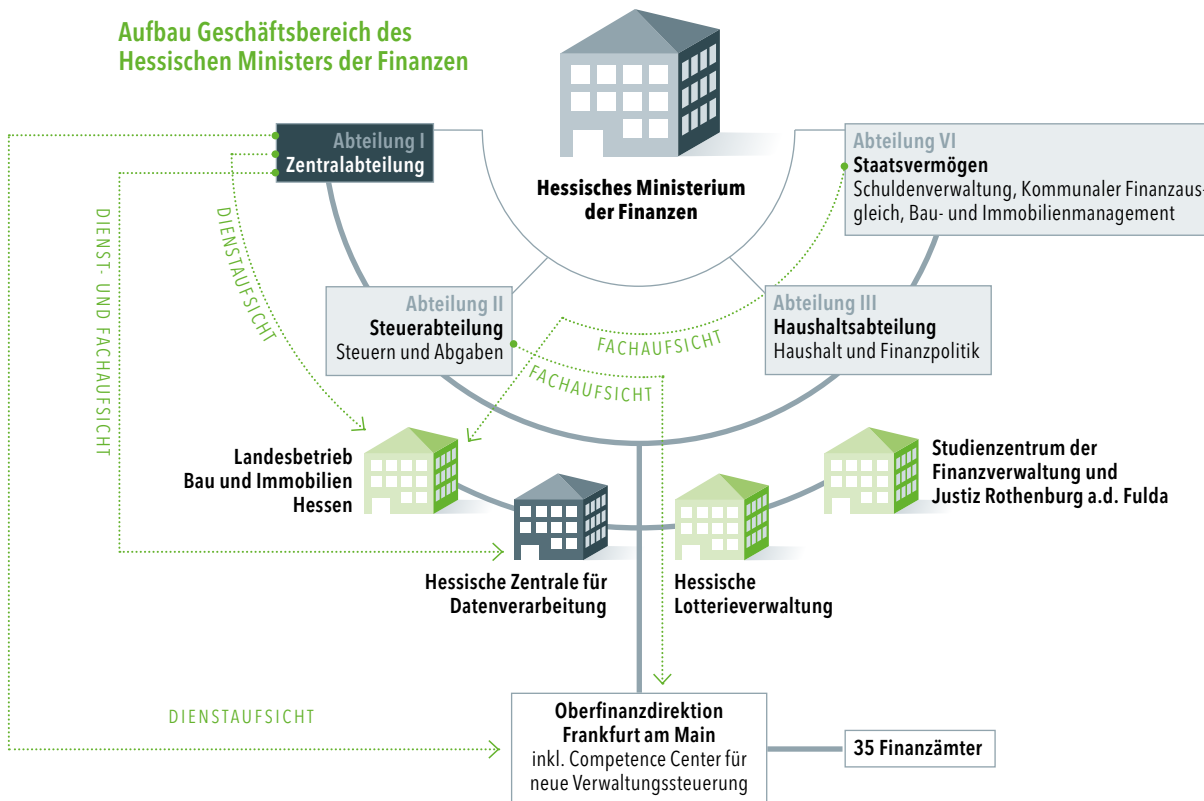 Aufbau Geschäftsbereich des
Hessischen Ministers der Finanzen
Hessisches Ministerium
der Finanzen
Abteilung I
Zentralabteilung
Abteilung VI
Staatsvermögen
Schuldenverwaltung, Kommunaler Finanzaus-
gleich, Bau- und Immobilienmanagement
Abteilung II
Steuerabteilung
Steuern und Abgaben
Abteilung III
Haushaltsabteilung
Haushalt und Finanzpolitik
DIENST- UND FACHAUFSICHT
DIENSTAUFSICHT
FACHAUFSICHT
FACHAUFSICHT
Landesbetrieb
Bau und Immobilien
Hessen
Studienzentrum der
Finanzverwaltung und
Justiz Rothenburg a.d. Fulda
Hessische Zentrale für
Datenverarbeitung
Hessische
Lotterieverwaltung
DIENSTAUFSICHT
Oberfinanzdirektion
Frankfurt am Main
inkl. Competence Center für
neue Verwaltungssteuerung
35 Finanzämter